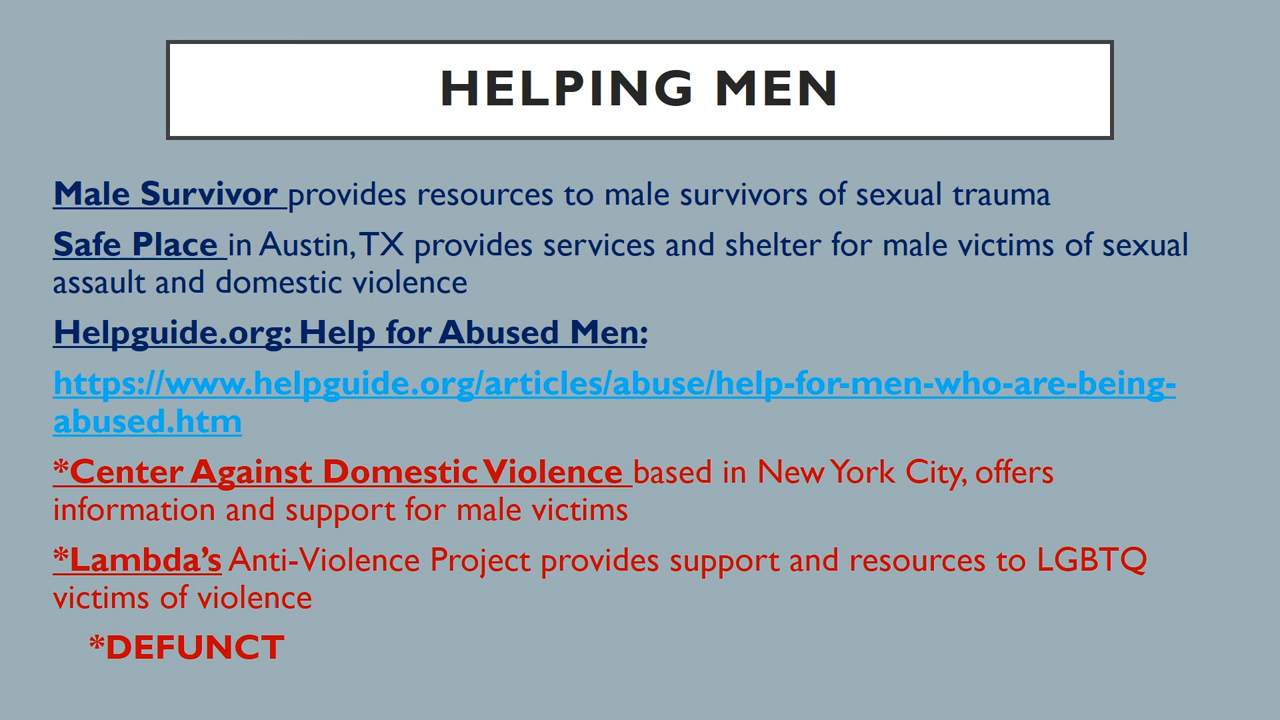 HELPING MEN
Male Survivor provides resources to male survivors of sexual trauma
Safe Place in Austin, TX provides services and shelter for male victims of sexual
assault and domestic violence
Helpguide.org: Help for Abused Men:
https://www.helpguide.org/articles/abuse/help-for-men-who-are-being-
abused.htm
*Center Against Domestic Violence based in New York City, offers
information and support for male victims
*Lambda’s Anti-Violence Project provides support and resources to LGBTQ
victims of violence
*DEFUNCT